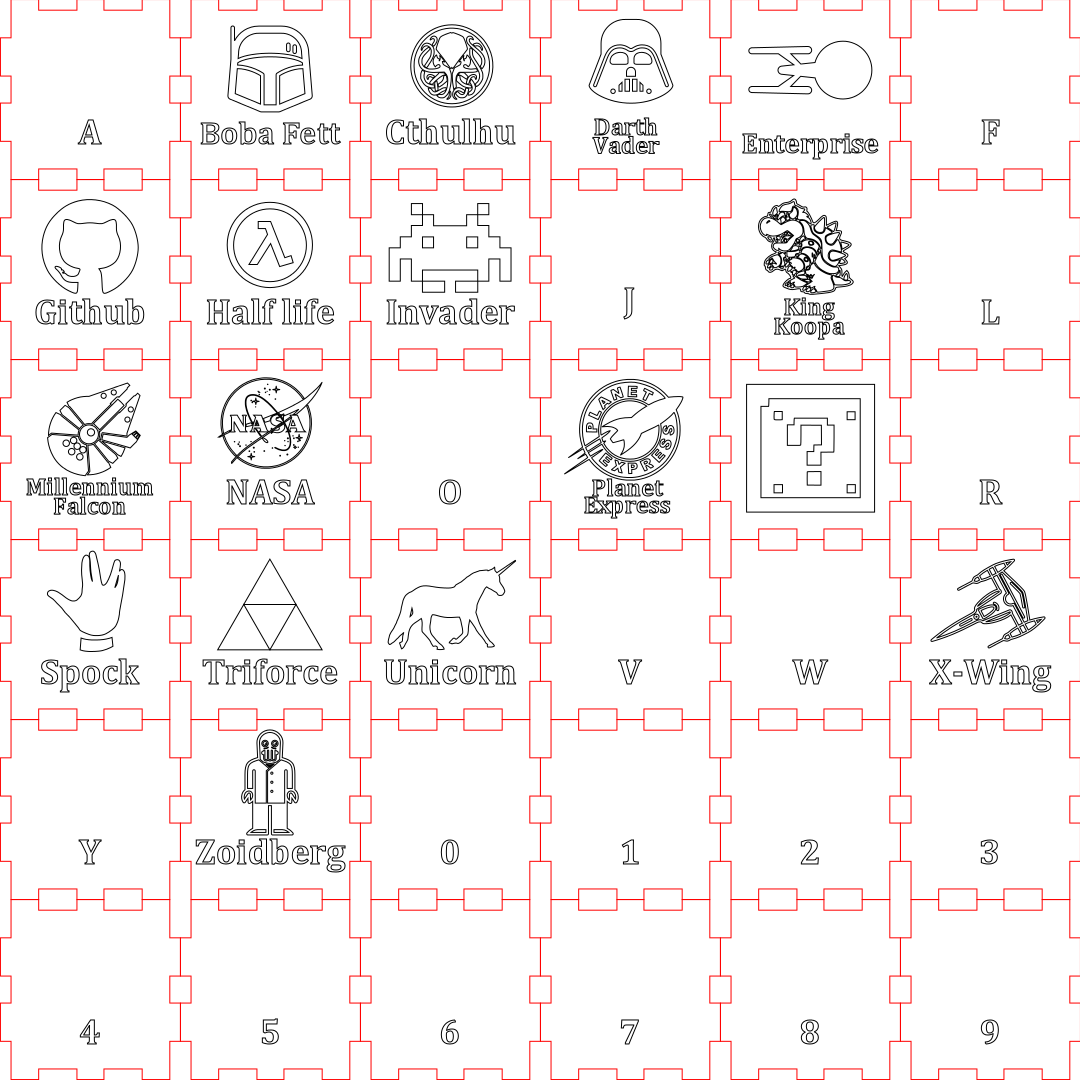 A
Boba Fett
Cthulhu
Darth
Vader
Enterprise
F
Github
λ
Half life
Invader
J
King
Koopa
L
Millennium
Falcon
NASA
NASA
O
PLANET
EXPRESS
Planet
Express
?
R
Spock
Triforce
Unicorn
V
W
X-Wing
Y
Zoidberg
0
1
2
3
4
5
6
7
8
9